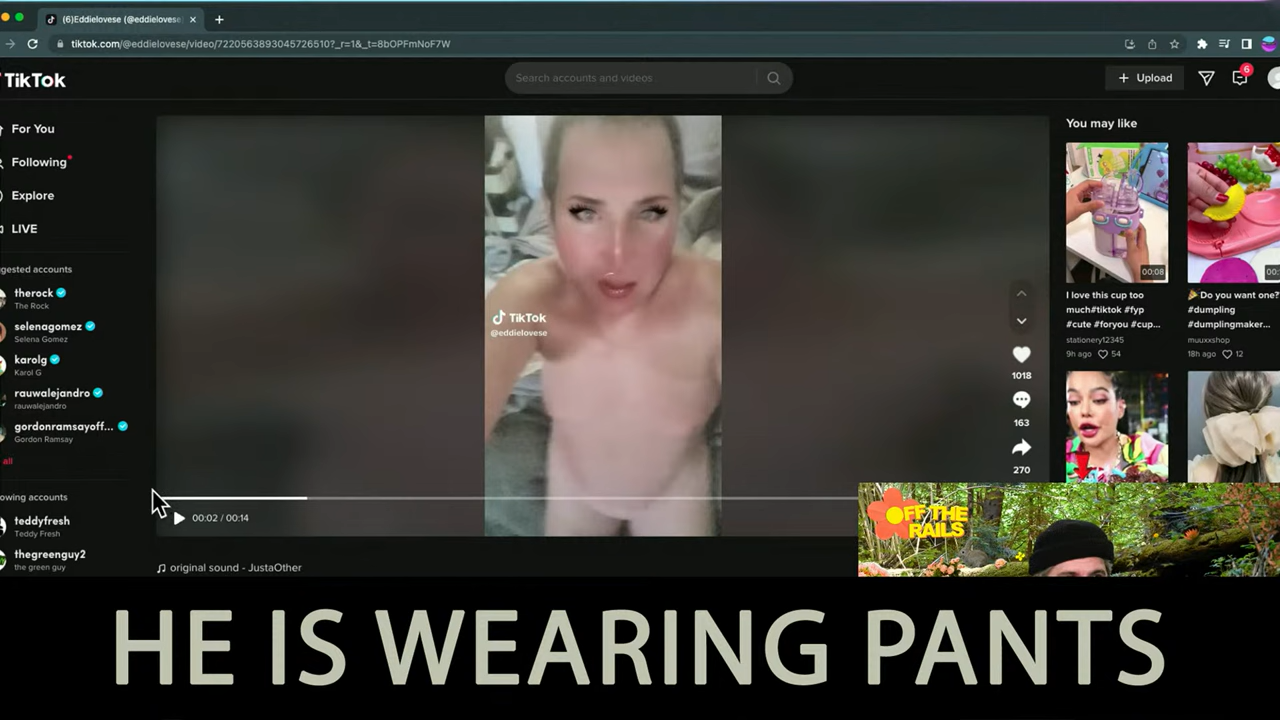 (6)Eddielovese (@eddielovese
tiktok.com/@eddielovese/video/7220563893045726510?_r=1&_t=8bOPFmNoF7W
TikTok
Search accounts and videos
+ Upload
6
For You
Following
Explore
LIVE
ggested accounts
therock
The Rock
selenagomez
Selena Gomez
karolg
Karol G
rauwalejandro
rauwalejandro
gordonramsayoff...
Gordon Ramsay
all
owing accounts
teddyfresh
Teddy Fresh
thegreenguy2
the green guy
TikTok
@eddielovese
1018
163
270
00:02 / 00:14
original sound - JustaOther
You may like
00:08
00:
I love this cup too
much#tiktok #fyp
#cute #foryou #cup...
stationery12345
9h ago 54
Do you want one?
#dumpling
#dumplingmaker...
muuxxshop
18h ago 12
OFF THE
RAILS
HE IS WEARING PANTS